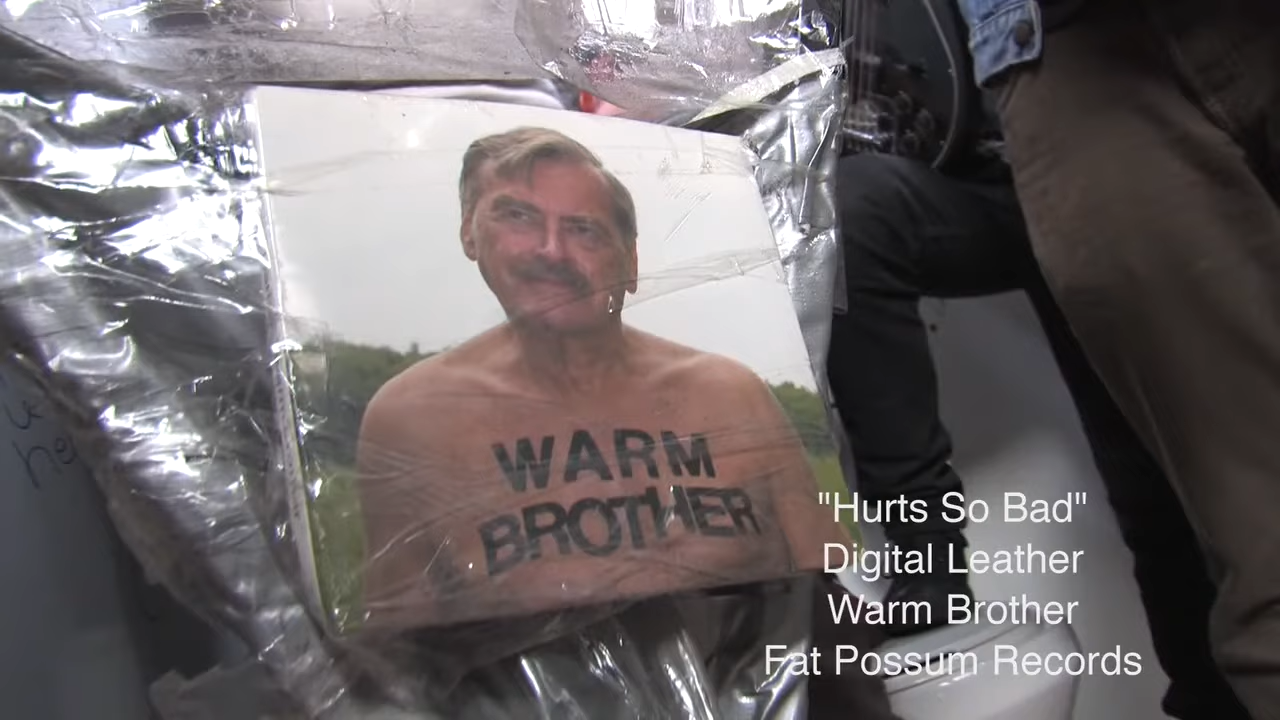 WARM
BROTHER
"Hurts So Bad"
Digital Leather
Warm Brother
Fat Possum Records